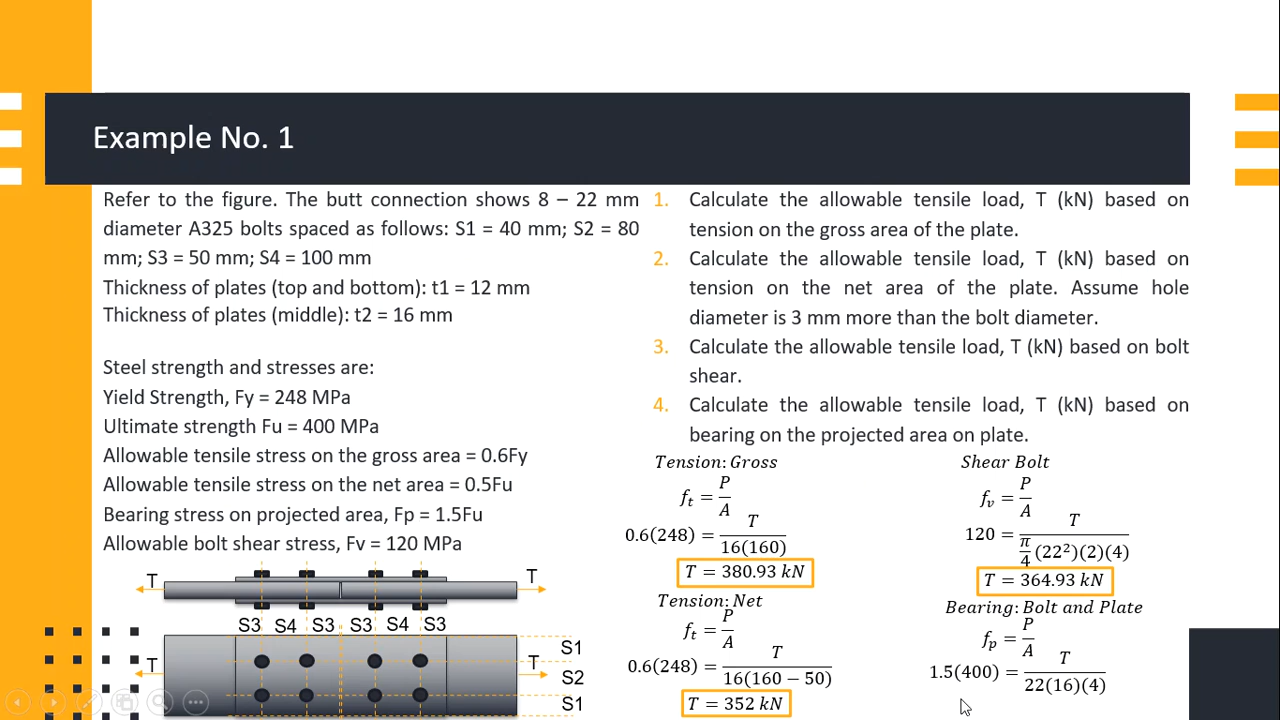 Example No. 1
Refer to the figure. The butt connection shows 8 – 22 mm
diameter A325 bolts spaced as follows: S1 = 40 mm; S2 = 80
mm; S3 = 50 mm; S4 = 100 mm
Thickness of plates (top and bottom): t1 = 12 mm
Thickness of plates (middle): t2 = 16 mm
Steel strength and stresses are:
Yield Strength, Fy = 248 MPa
Ultimate strength Fu = 400 MPa
Allowable tensile stress on the gross area = 0.6Fy
Allowable tensile stress on the net area = 0.5Fu
Bearing stress on projected area, Fp = 1.5Fu
Allowable bolt shear stress, Fv = 120 MPa
T T
S3 S4 S3 S3 S4 S3
S1
T T
S2
S1
1. Calculate the allowable tensile load, T (kN) based on
tension on the gross area of the plate.
2. Calculate the allowable tensile load, T (kN) based on
tension on the net area of the plate. Assume hole
diameter is 3 mm more than the bolt diameter.
3. Calculate the allowable tensile load, T (kN) based on bolt
shear.
4. Calculate the allowable tensile load, T (kN) based on
bearing on the projected area on plate.
Tension: Gross
f_t = P/A
0.6(248) = T/16(160)
T = 380.93 kN
Tension: Net
f_t = P/A
0.6(248) = T/16(160 − 50)
T = 352 kN
Shear Bolt
f_v = P/A
120 = T/(π/4 (22²)(2)(4))
T = 364.93 kN
Bearing: Bolt and Plate
f_p = P/A
1.5(400) = T/22(16)(4)